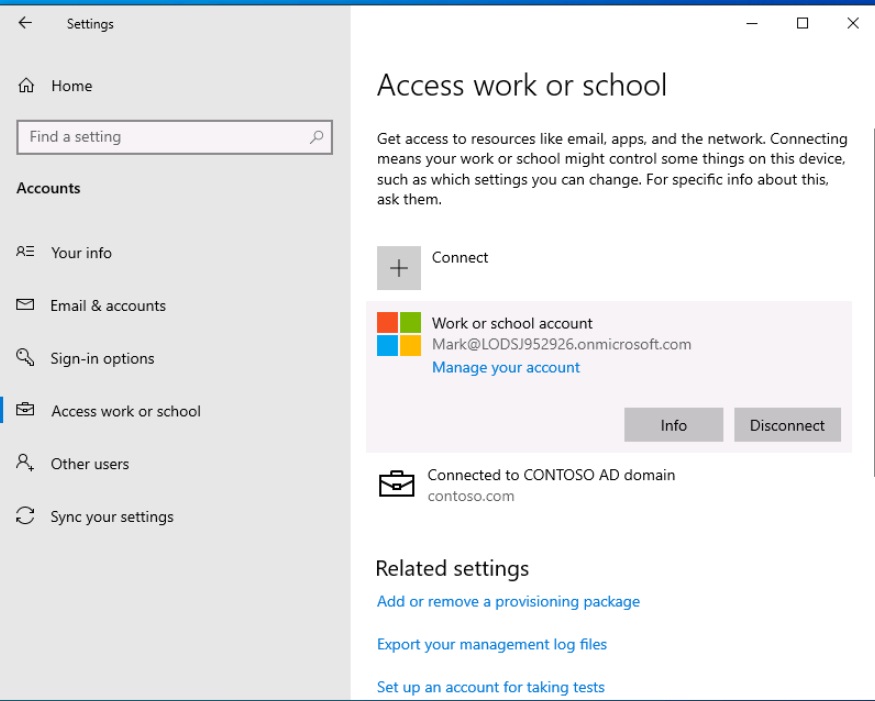 Settings
Home
Find a setting
Accounts
Your info
Email & accounts
Sign-in options
Access work or school
Other users
Sync your settings
Access work or school
Get access to resources like email, apps, and the network. Connecting
means your work or school might control some things on this device,
such as which settings you can change. For specific info about this,
ask them.
Connect
Work or school account
Mark@LODSJ952926.onmicrosoft.com
Manage your account
Info
Disconnect
Connected to CONTOSO AD domain
contoso.com
Related settings
Add or remove a provisioning package
Export your management log files
Set up an account for taking tests